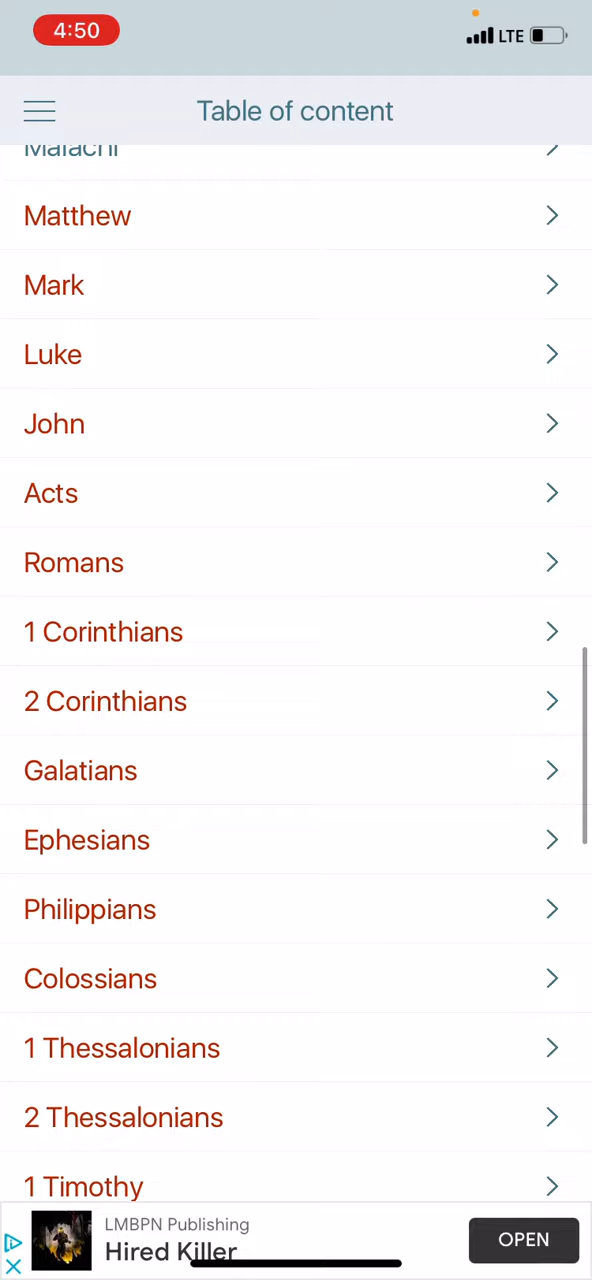 4:50
LTE
Table of content
Malachi
Matthew
Mark
Luke
John
Acts
Romans
1 Corinthians
2 Corinthians
Galatians
Ephesians
Philippians
Colossians
1 Thessalonians
2 Thessalonians
1 Timothy
LMBPN Publishing
Hired Killer
OPEN